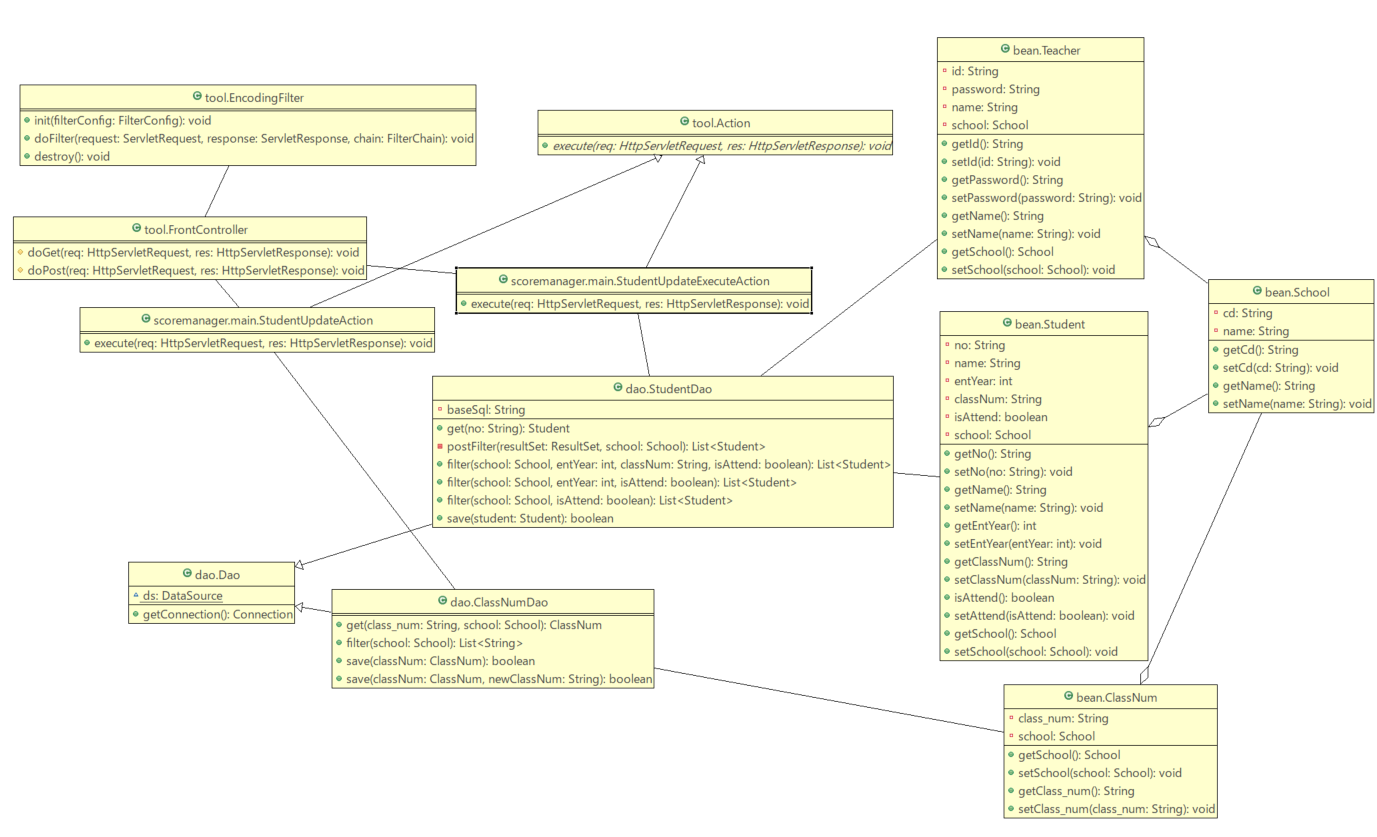 tool.EncodingFilter
init(filterConfig: FilterConfig): void
doFilter(request: ServletRequest, response: ServletResponse, chain: FilterChain): void
destroy(): void
tool.Action
execute(req: HttpServletRequest, res: HttpServletResponse): void
bean.Teacher
id: String
password: String
name: String
school: School
getId(): String
setId(id: String): void
getPassword(): String
setPassword(password: String): void
getName(): String
setName(name: String): void
getSchool(): School
setSchool(school: School): void
tool.FrontController
doGet(req: HttpServletRequest, res: HttpServletResponse): void
doPost(req: HttpServletRequest, res: HttpServletResponse): void
scoremanager.main.StudentUpdateExecuteAction
execute(req: HttpServletRequest, res: HttpServletResponse): void
scoremanager.main.StudentUpdateAction
execute(req: HttpServletRequest, res: HttpServletResponse): void
bean.School
cd: String
name: String
getCd(): String
setCd(cd: String): void
getName(): String
setName(name: String): void
bean.Student
no: String
name: String
entYear: int
classNum: String
isAttend: boolean
school: School
getNo(): String
setNo(no: String): void
getName(): String
setName(name: String): void
getEntYear(): int
setEntYear(entYear: int): void
getClassNum(): String
setClassNum(classNum: String): void
isAttend(): boolean
setAttend(isAttend: boolean): void
getSchool(): School
setSchool(school: School): void
dao.StudentDao
baseSql: String
get(no: String): Student
postFilter(resultSet: ResultSet, school: School): List<Student>
filter(school: School, entYear: int, classNum: String, isAttend: boolean): List<Student>
filter(school: School, entYear: int, isAttend: boolean): List<Student>
filter(school: School, isAttend: boolean): List<Student>
save(student: Student): boolean
dao.Dao
ds: DataSource
getConnection(): Connection
dao.ClassNumDao
get(class_num: String, school: School): ClassNum
filter(school: School): List<String>
save(classNum: ClassNum): boolean
save(classNum: ClassNum, newClassNum: String): boolean
bean.ClassNum
class_num: String
school: School
getSchool(): School
setSchool(school: School): void
getClass_num(): String
setClass_num(class_num: String): void